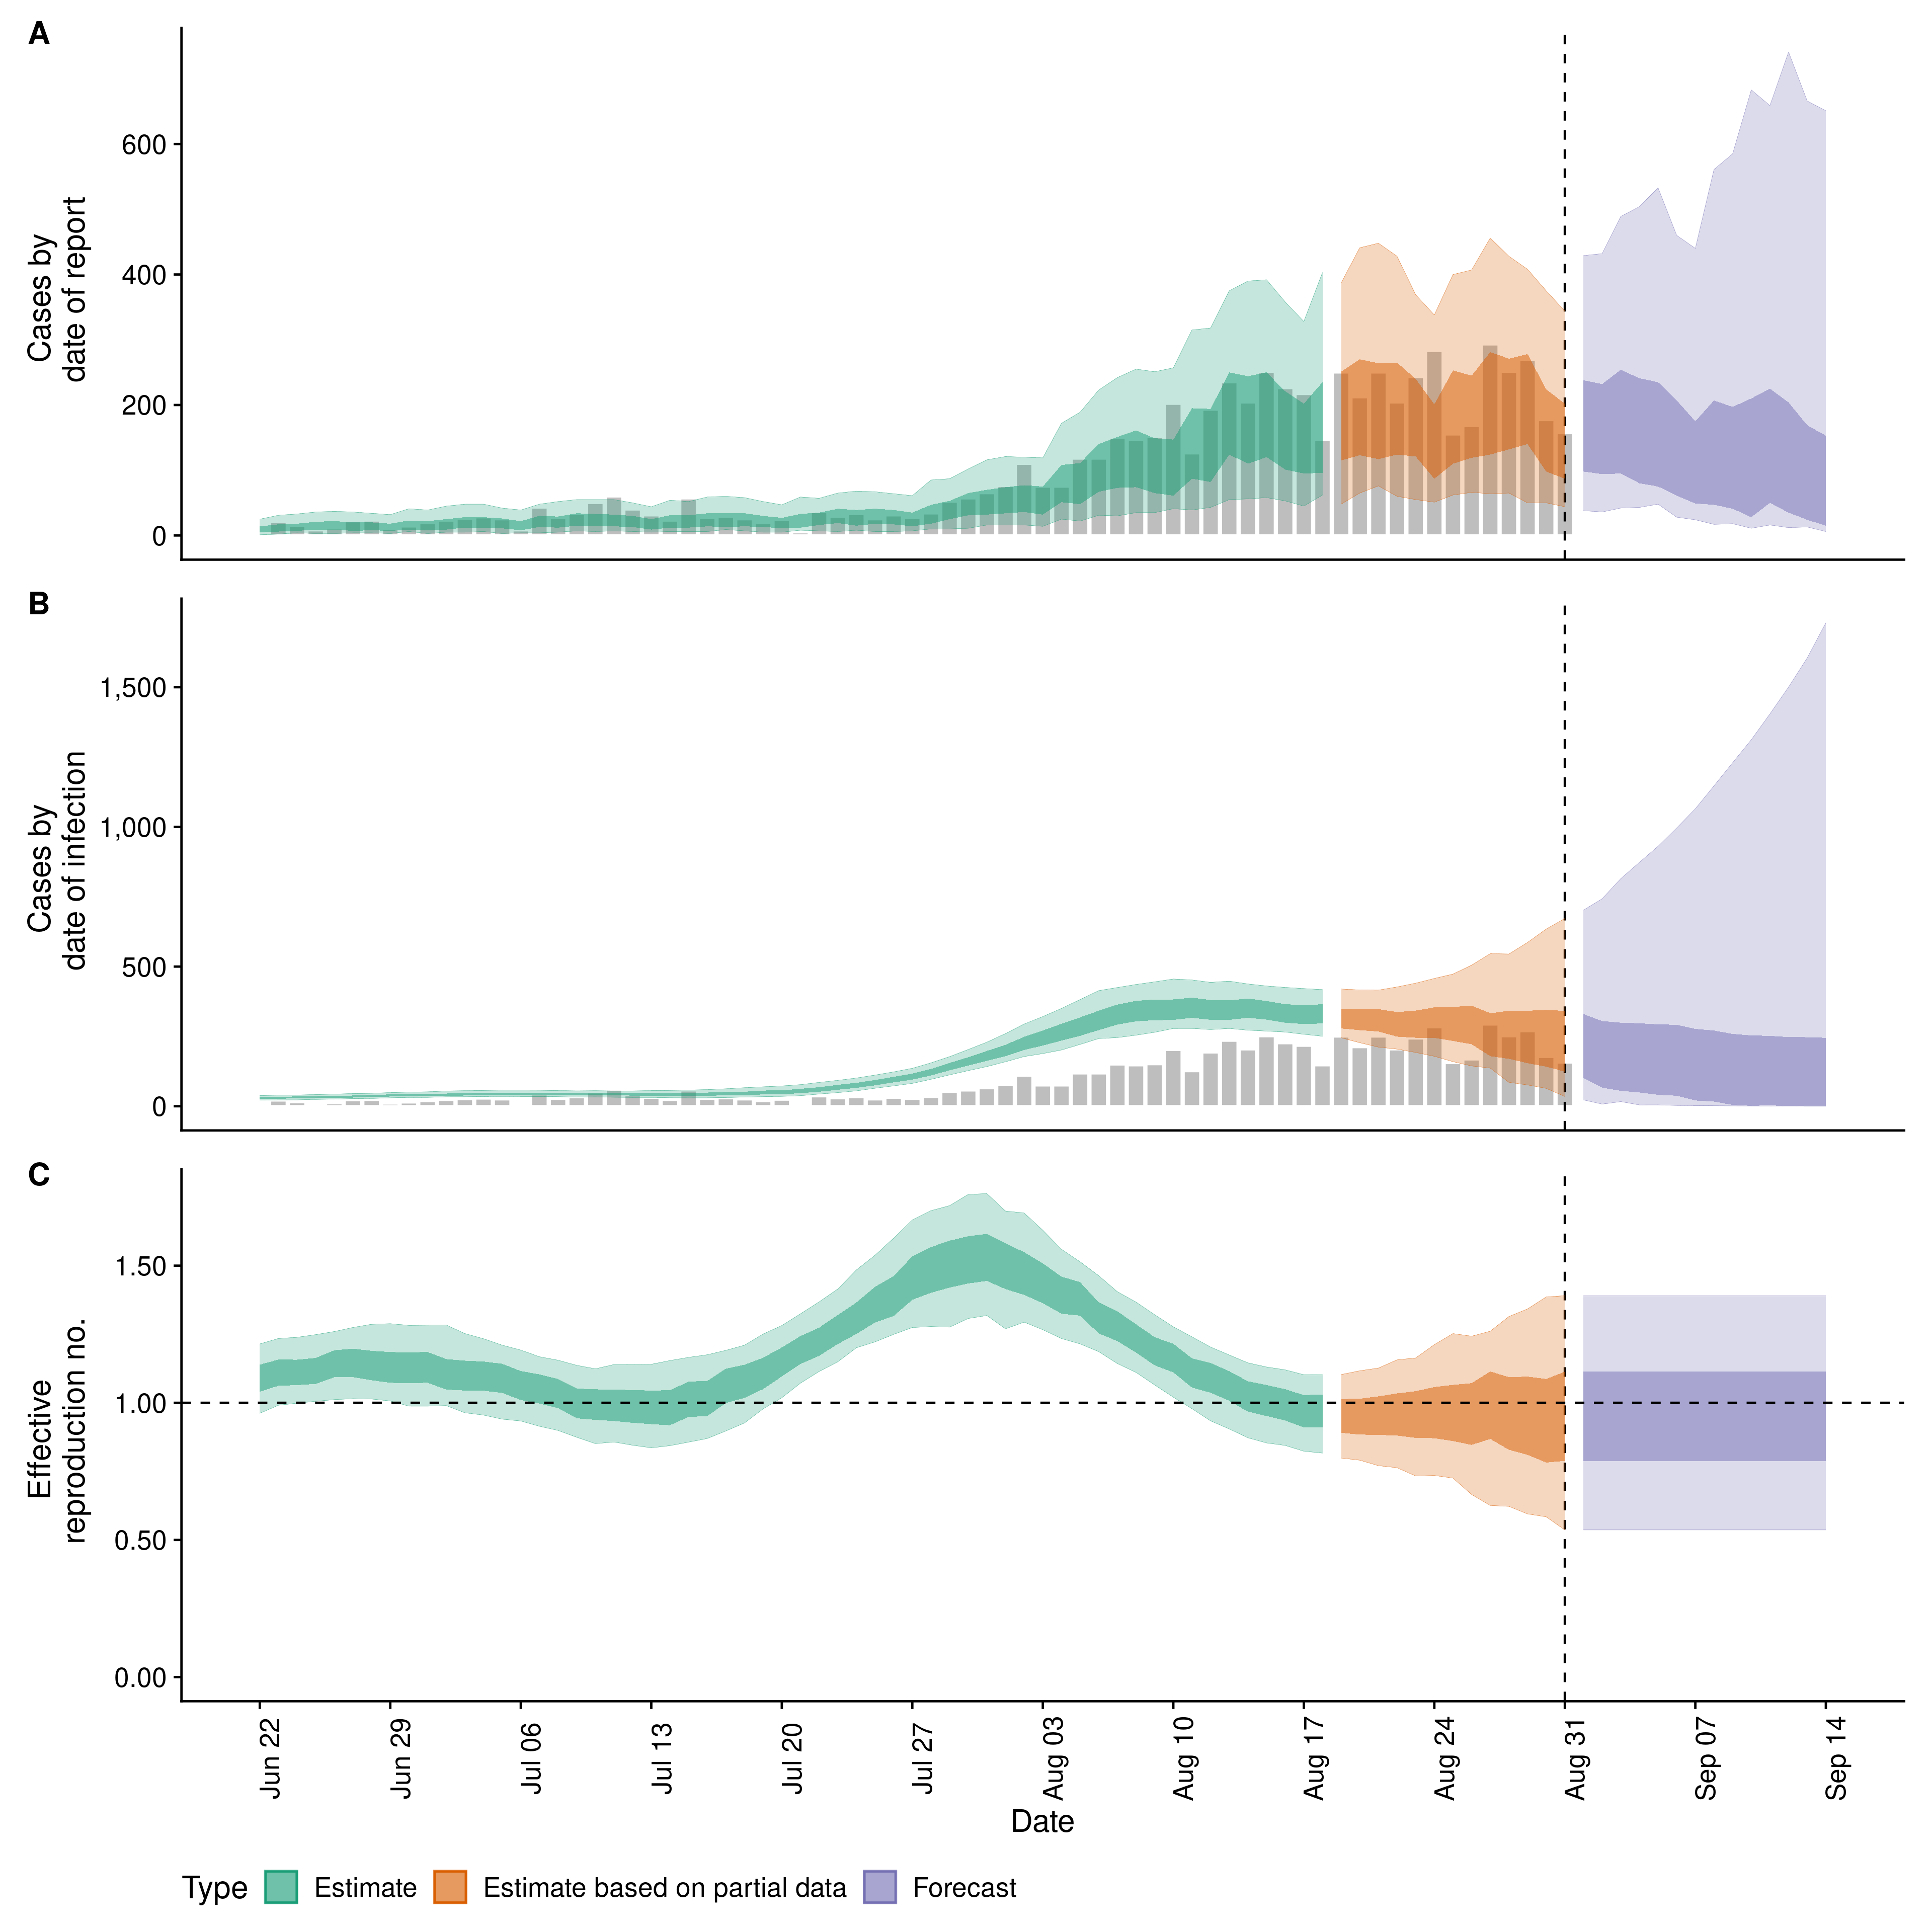 A
Cases by
date of report
600
400
200
0
B
Cases by
date of infection
1,500
1,000
500
0
C
Effective
reproduction no.
1.50
1.00
0.50
0.00
Jun 22
Jun 29
Jul 06
Jul 13
Jul 20
Jul 27
Aug 03
Aug 10
Aug 17
Aug 24
Aug 31
Sep 07
Sep 14
Date
Type Estimate Estimate based on partial data Forecast